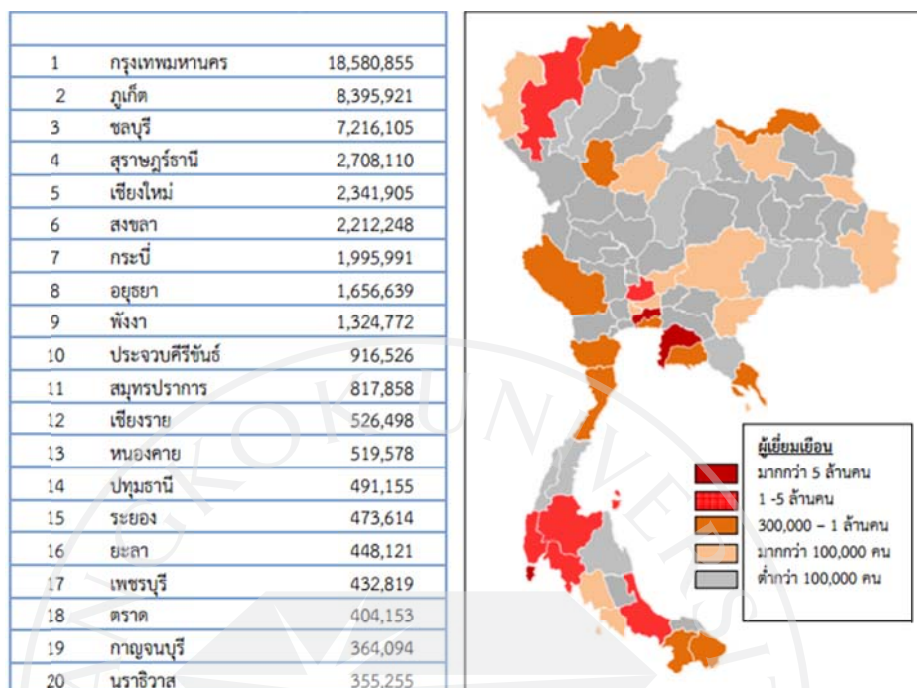 1 กรุงเทพมหานคร 18,580,855
2 ภูเก็ต 8,395,921
3 ชลบุรี 7,216,105
4 สุราษฎร์ธานี 2,708,110
5 เชียงใหม่ 2,341,905
6 สงขลา 2,212,248
7 กระบี่ 1,995,991
8 อยุธยา 1,656,639
9 พังงา 1,324,772
10 ประจวบคีรีขันธ์ 916,526
11 สมุทรปราการ 817,858
12 เชียงราย 526,498
13 หนองคาย 519,578
14 ปทุมธานี 491,155
15 ระยอง 473,614
16 ยะลา 448,121
17 เพชรบุรี 432,819
18 ตราด 404,153
19 กาญจนบุรี 364,094
20 นราธิวาส 355,255
ผู้เยี่ยมเยือน
มากกว่า 5 ล้านคน
1 -5 ล้านคน
300,000 – 1 ล้านคน
มากกว่า 100,000 คน
ต่ำกว่า 100,000 คน